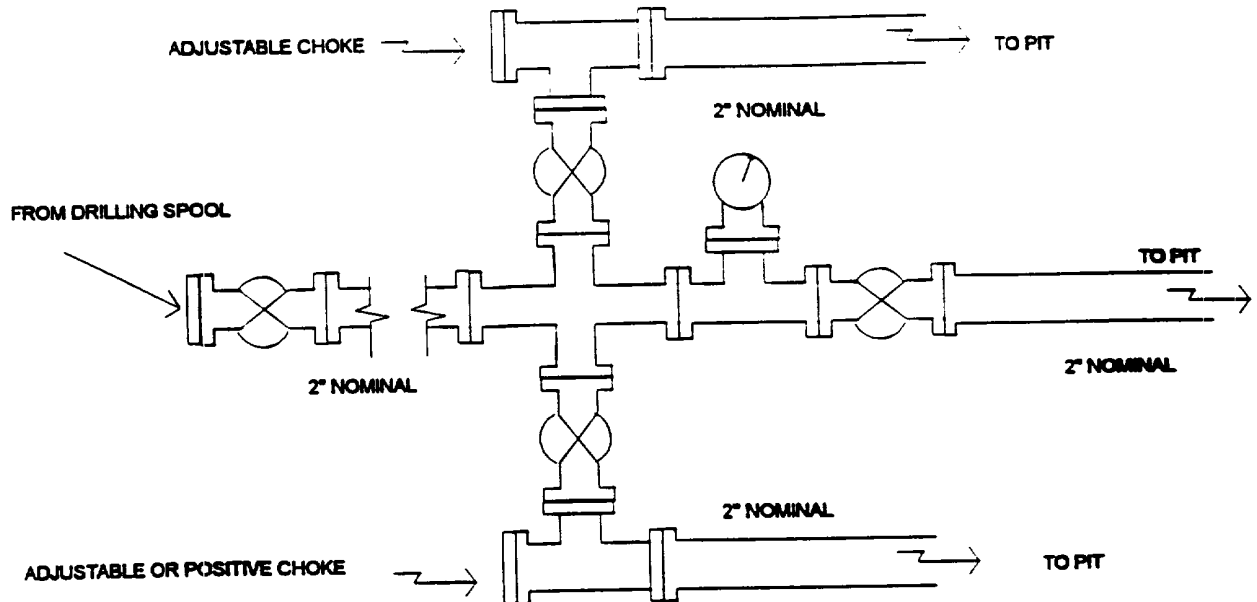 ADJUSTABLE CHOKE
TO PIT
2" NOMINAL
FROM DRILLING SPOOL
TO PIT
2" NOMINAL
2" NOMINAL
2" NOMINAL
ADJUSTABLE OR POSITIVE CHOKE
TO PIT